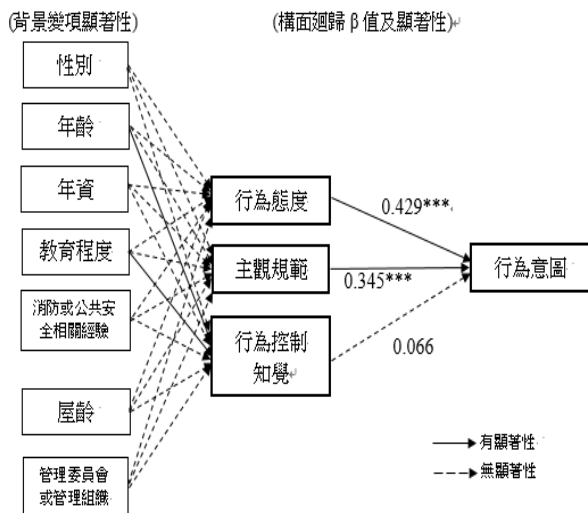 (背景變項顯著性)
(構面迴歸 β 值及顯著性)
性別
年齡
年資
教育程度
消防或公共安
全相關經驗
屋齡
管理委員會
或管理組織
行為態度
主觀規範
行為控制
知覺
0.429***
0.345***
0.066
行為意圖
有顯著性
無顯著性